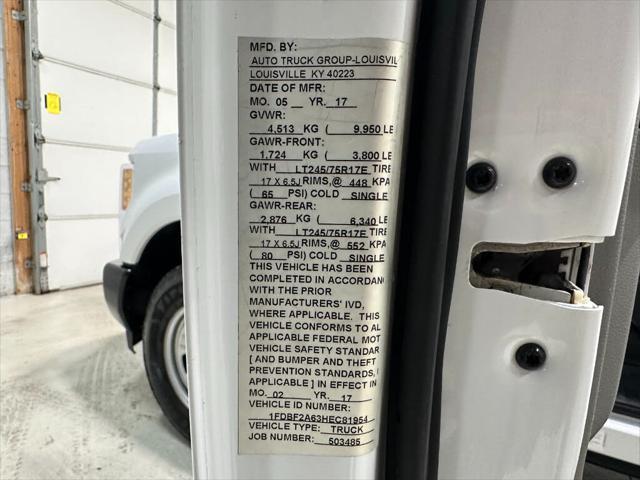 MFD. BY:
AUTO TRUCK GROUP-LOUISVIL
LOUISVILLE KY 40223
DATE OF MFR:
MO. 05 YR. 17
GVWR:
4,513 KG ( 9,950 LE
GAWR-FRONT:
1,724 KG ( 3,800 LE
WITH LT245/75R17E TIRE
17 X 6.5J RIMS,@ 448 KPA
( 65 PSI) COLD SINGLE
GAWR-REAR:
2,876 KG ( 6,340 LE
WITH LT245/75R17E TIRE
17 X 6.5J RIMS,@ 552 KPA
( 80 PSI) COLD SINGLE
THIS VEHICLE HAS BEEN
COMPLETED IN ACCORDANC
WITH THE PRIOR
MANUFACTURERS' IVD,
WHERE APPLICABLE. THIS
VEHICLE CONFORMS TO AL
APPLICABLE FEDERAL MOT
VEHICLE SAFETY STANDAR
[ AND BUMPER AND THEFT
PREVENTION STANDARDS, I
APPLICABLE ] IN EFFECT IN
MO. 02 YR. 17
VEHICLE ID NUMBER:
1FDBF2A63HEC81954
VEHICLE TYPE: TRUCK
JOB NUMBER: 503485